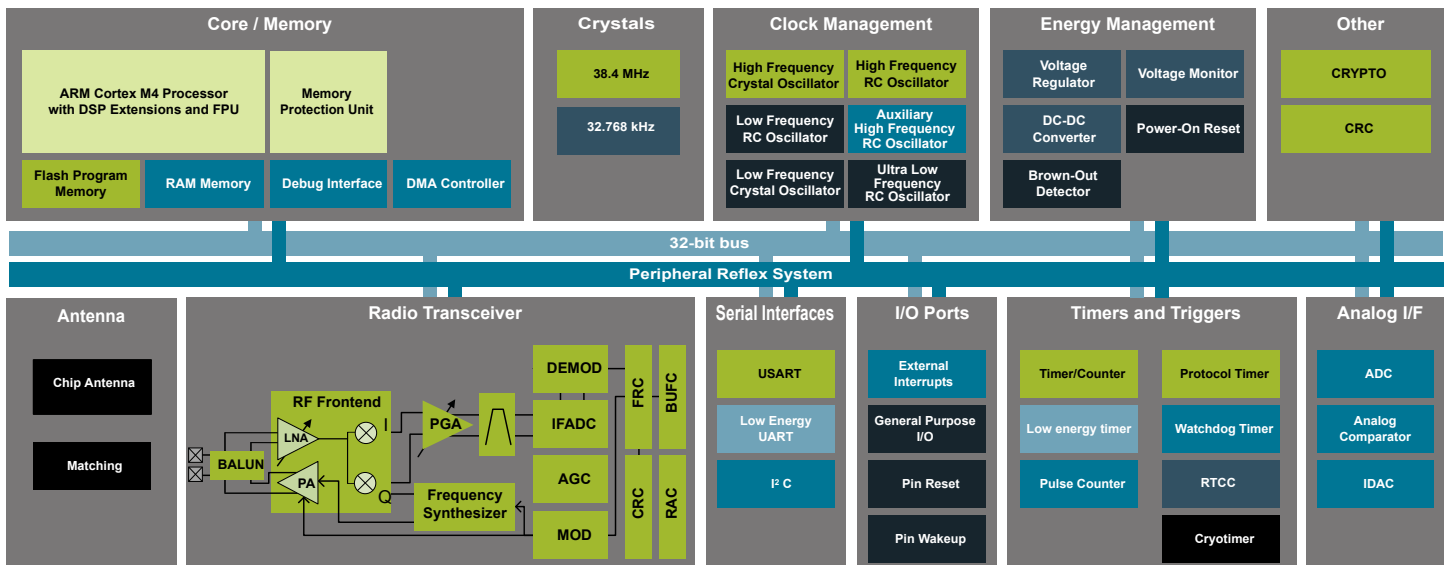 Core / Memory
ARM Cortex M4 Processor
with DSP Extensions and FPU
Memory
Protection Unit
Flash Program
Memory
RAM Memory
Debug Interface
DMA Controller
Crystals
38.4 MHz
32.768 kHz
Clock Management
High Frequency
Crystal Oscillator
High Frequency
RC Oscillator
Low Frequency
RC Oscillator
Auxiliary
High Frequency
RC Oscillator
Low Frequency
Crystal Oscillator
Ultra Low
Frequency
RC Oscillator
Energy Management
Voltage
Regulator
Voltage Monitor
DC-DC
Converter
Power-On Reset
Brown-Out
Detector
Other
CRYPTO
CRC
32-bit bus
Peripheral Reflex System
Antenna
Chip Antenna
Matching
Radio Transceiver
RF Frontend
LNA
I
BALUN
PA
Q
PGA
Frequency
Synthesizer
DEMOD
IFADC
AGC
MOD
FRC
BUFC
CRC
RAC
Serial Interfaces
USART
Low Energy
UART
I² C
I/O Ports
External
Interrupts
General Purpose
I/O
Pin Reset
Pin Wakeup
Timers and Triggers
Timer/Counter
Protocol Timer
Low energy timer
Watchdog Timer
Pulse Counter
RTCC
Cryotimer
Analog I/F
ADC
Analog
Comparator
IDAC